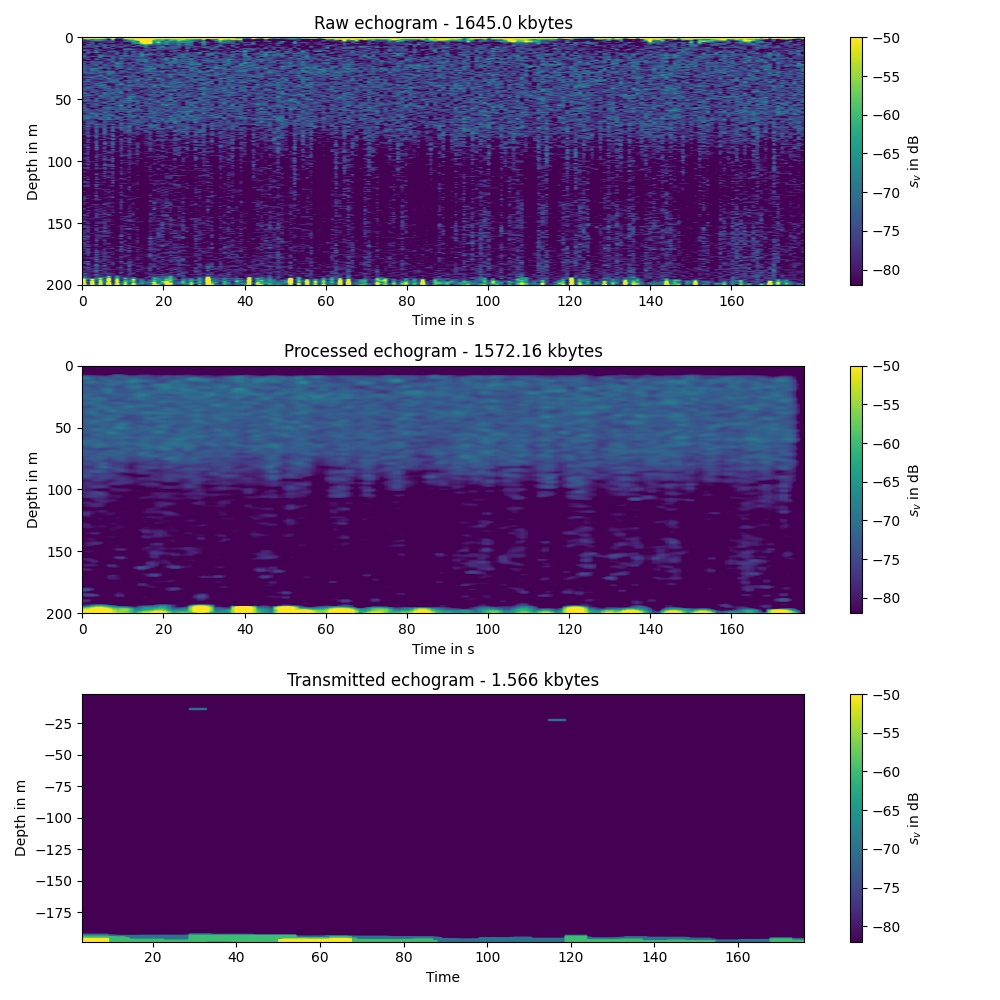 Raw echogram - 1645.0 kbytes
0
50
100
150
200
Depth in m
0 20 40 60 80 100 120 140 160
Time in s
−50
−55
−60
−65
−70
−75
−80
sv in dB
Processed echogram - 1572.16 kbytes
0
50
100
150
200
Depth in m
0 20 40 60 80 100 120 140 160
Time in s
−50
−55
−60
−65
−70
−75
−80
sv in dB
Transmitted echogram - 1.566 kbytes
−25
−50
−75
−100
−125
−150
−175
Depth in m
20 40 60 80 100 120 140 160
Time
−50
−55
−60
−65
−70
−75
−80
sv in dB